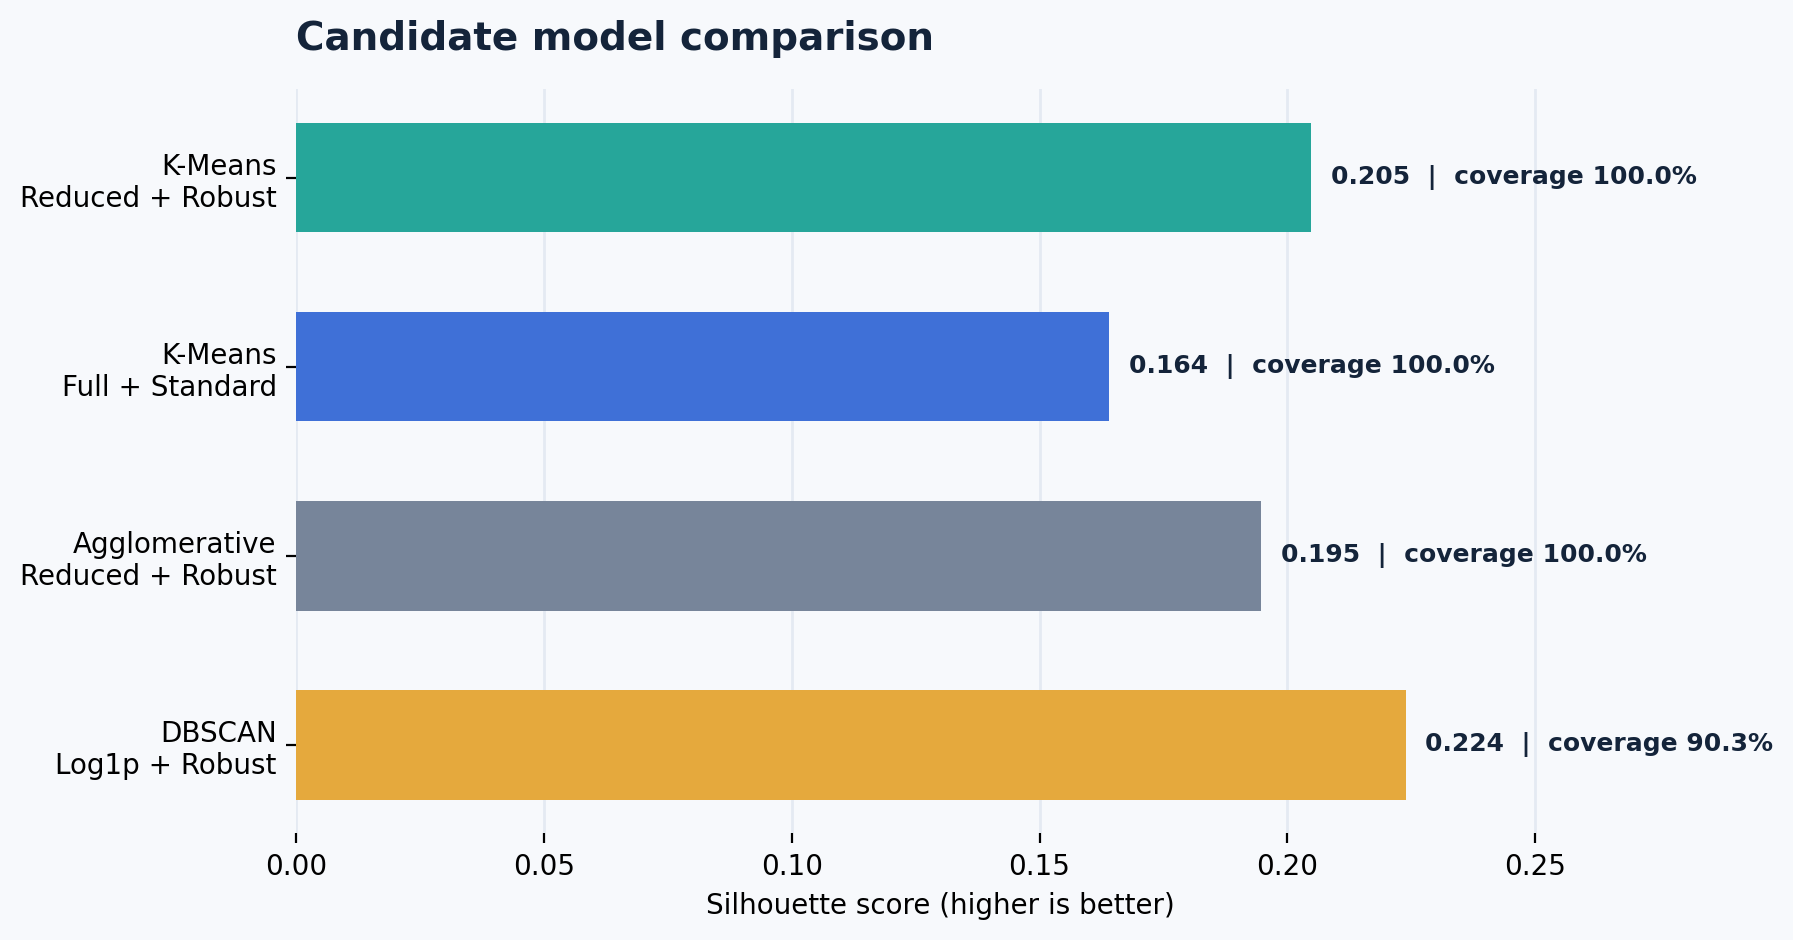 Candidate model comparison
K-Means
Reduced + Robust
0.205 | coverage 100.0%
K-Means
Full + Standard
0.164 | coverage 100.0%
Agglomerative
Reduced + Robust
0.195 | coverage 100.0%
DBSCAN
Log1p + Robust
0.224 | coverage 90.3%
0.00 0.05 0.10 0.15 0.20 0.25
Silhouette score (higher is better)